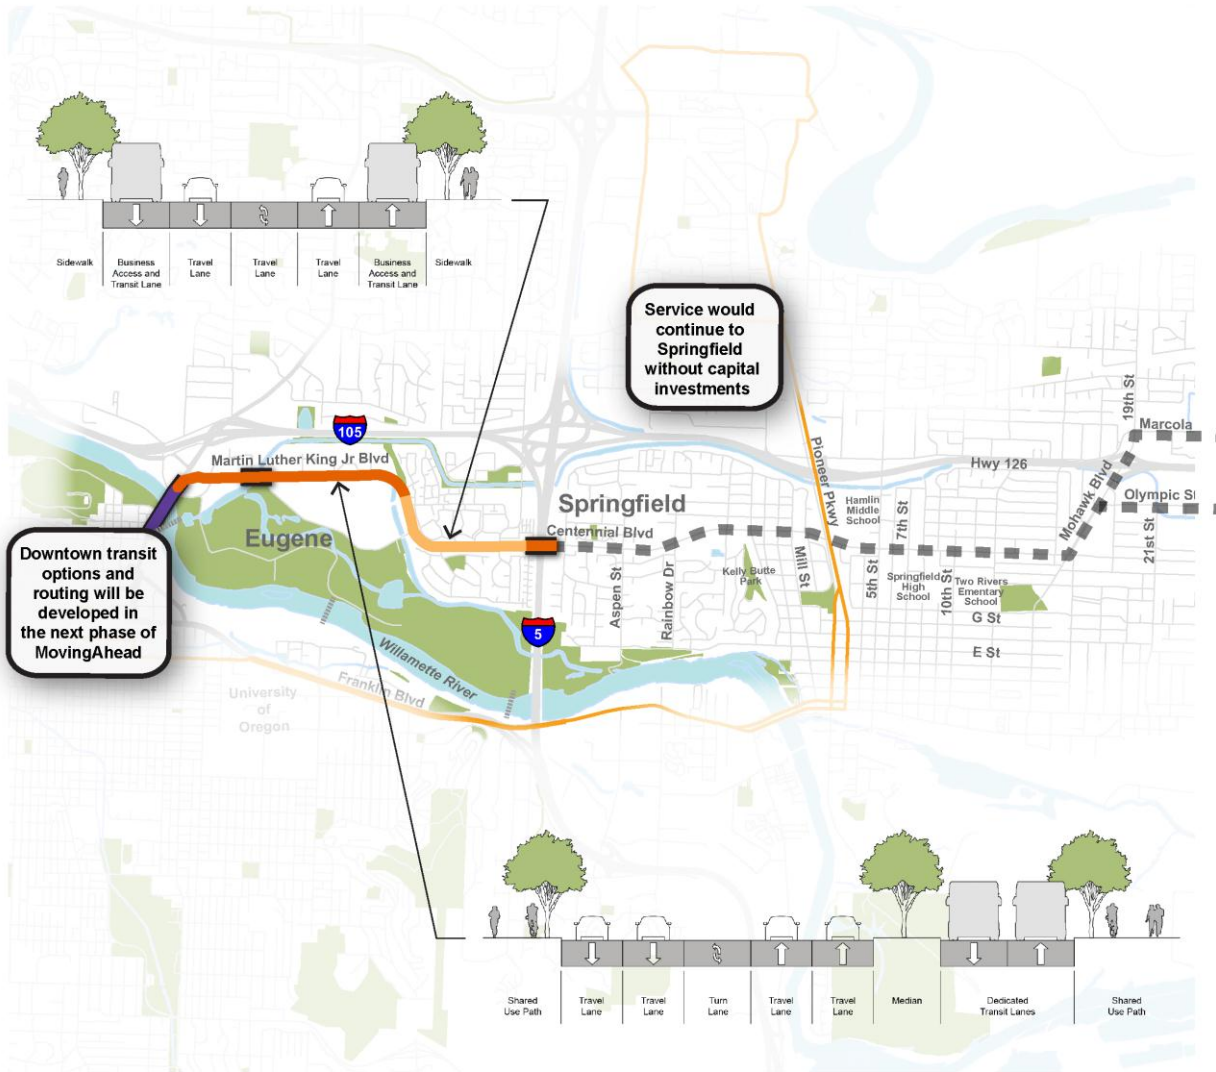 Sidewalk
Business
Access and
Transit Lane
Travel
Lane
Travel
Lane
Travel
Lane
Business
Access and
Transit Lane
Sidewalk
Service would
continue to
Springfield
without capital
investments
105
Martin Luther King Jr Blvd
Eugene
Springfield
Centennial Blvd
Pioneer Pkwy
Hwy 126
19th St
Marcola
Mohawk Blvd
Olympic St
21st St
Hamlin
Middle
School
7th St
Mill St
Kelly Butte
Park
Aspen St
Rainbow Dr
5th St
Springfield
High
School
10th St
Two Rivers
Ementary
School
G St
E St
5
Downtown transit
options and
routing will be
developed in
the next phase of
MovingAhead
Willamette River
Franklin Blvd
University
of
Oregon
Shared
Use Path
Travel
Lane
Travel
Lane
Turn
Lane
Travel
Lane
Travel
Lane
Median
Dedicated
Transit Lanes
Shared
Use Path